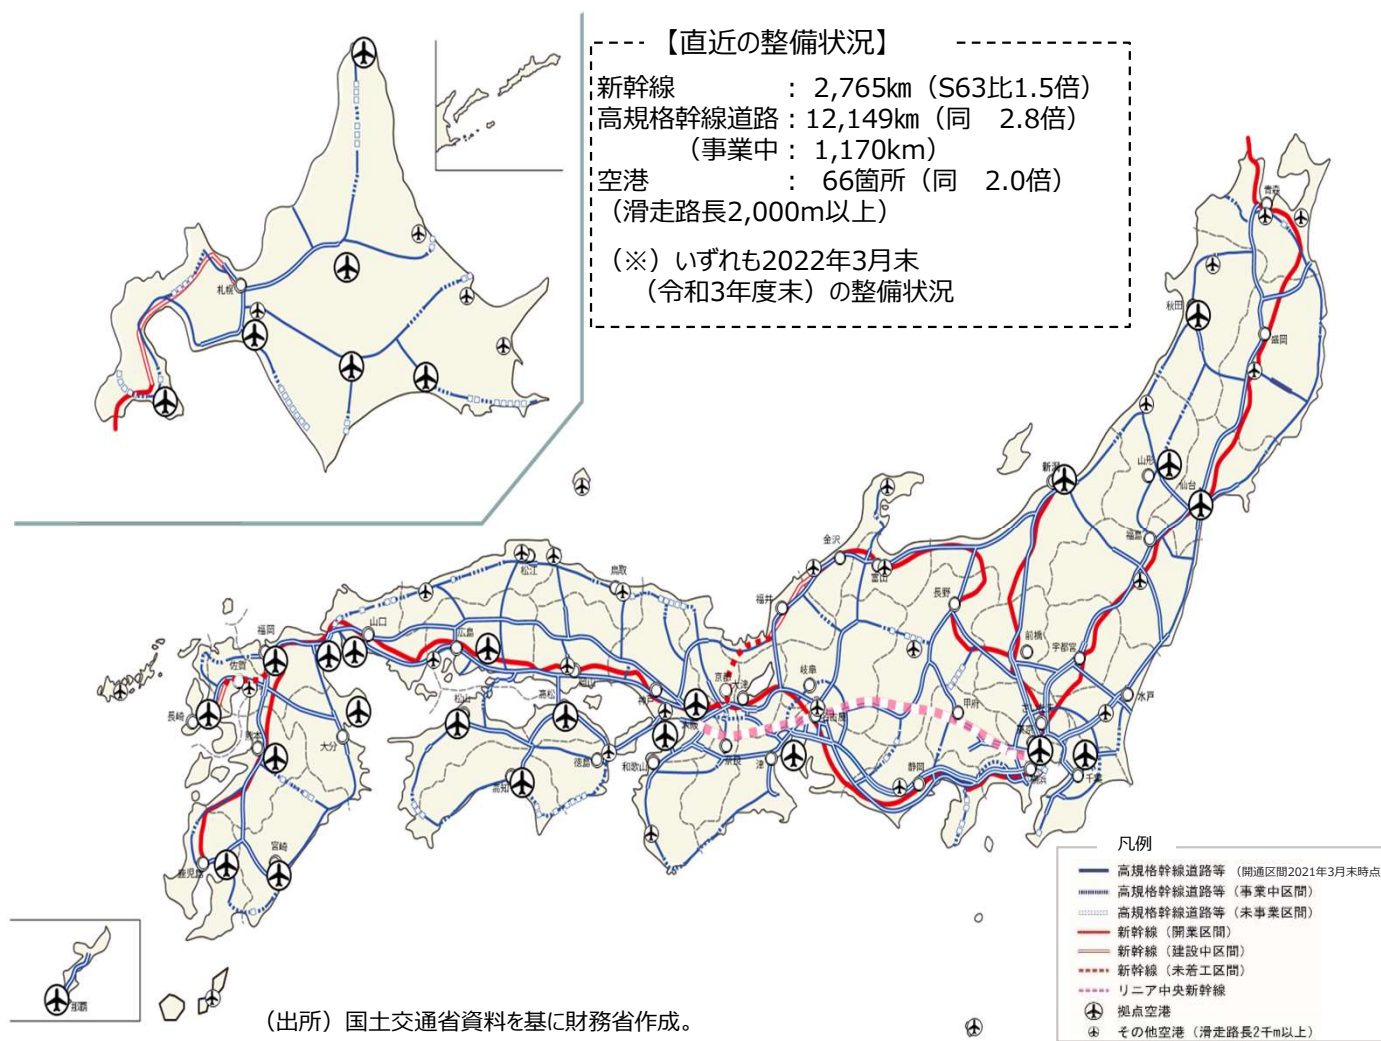 【直近の整備状況】
新幹線 : 2,765㎞（S63比1.5倍）
高規格幹線道路 : 12,149㎞（同 2.8倍）
（事業中 : 1,170km）
空港 : 66箇所（同 2.0倍）
（滑走路長2,000m以上）
（※）いずれも2022年3月末
（令和3年度末）の整備状況
札幌
青森
秋田
盛岡
山形
仙台
新潟
福島
金沢
富山
長野
福井
前橋
宇都宮
水戸
松江
鳥取
山口
広島
岡山
福岡
佐賀
長崎
熊本
大分
松山
高松
神戸
京都
大津
岐阜
名古屋
甲府
東京
横浜
千葉
静岡
津
奈良
大阪
和歌山
徳島
高知
宮崎
鹿児島
那覇
凡例
高規格幹線道路等（開通区間2021年3月末時点
高規格幹線道路等（事業中区間）
高規格幹線道路等（未事業区間）
新幹線（開業区間）
新幹線（建設中区間）
新幹線（未着工区間）
リニア中央新幹線
拠点空港
その他空港（滑走路長2千m以上）
（出所）国土交通省資料を基に財務省作成。